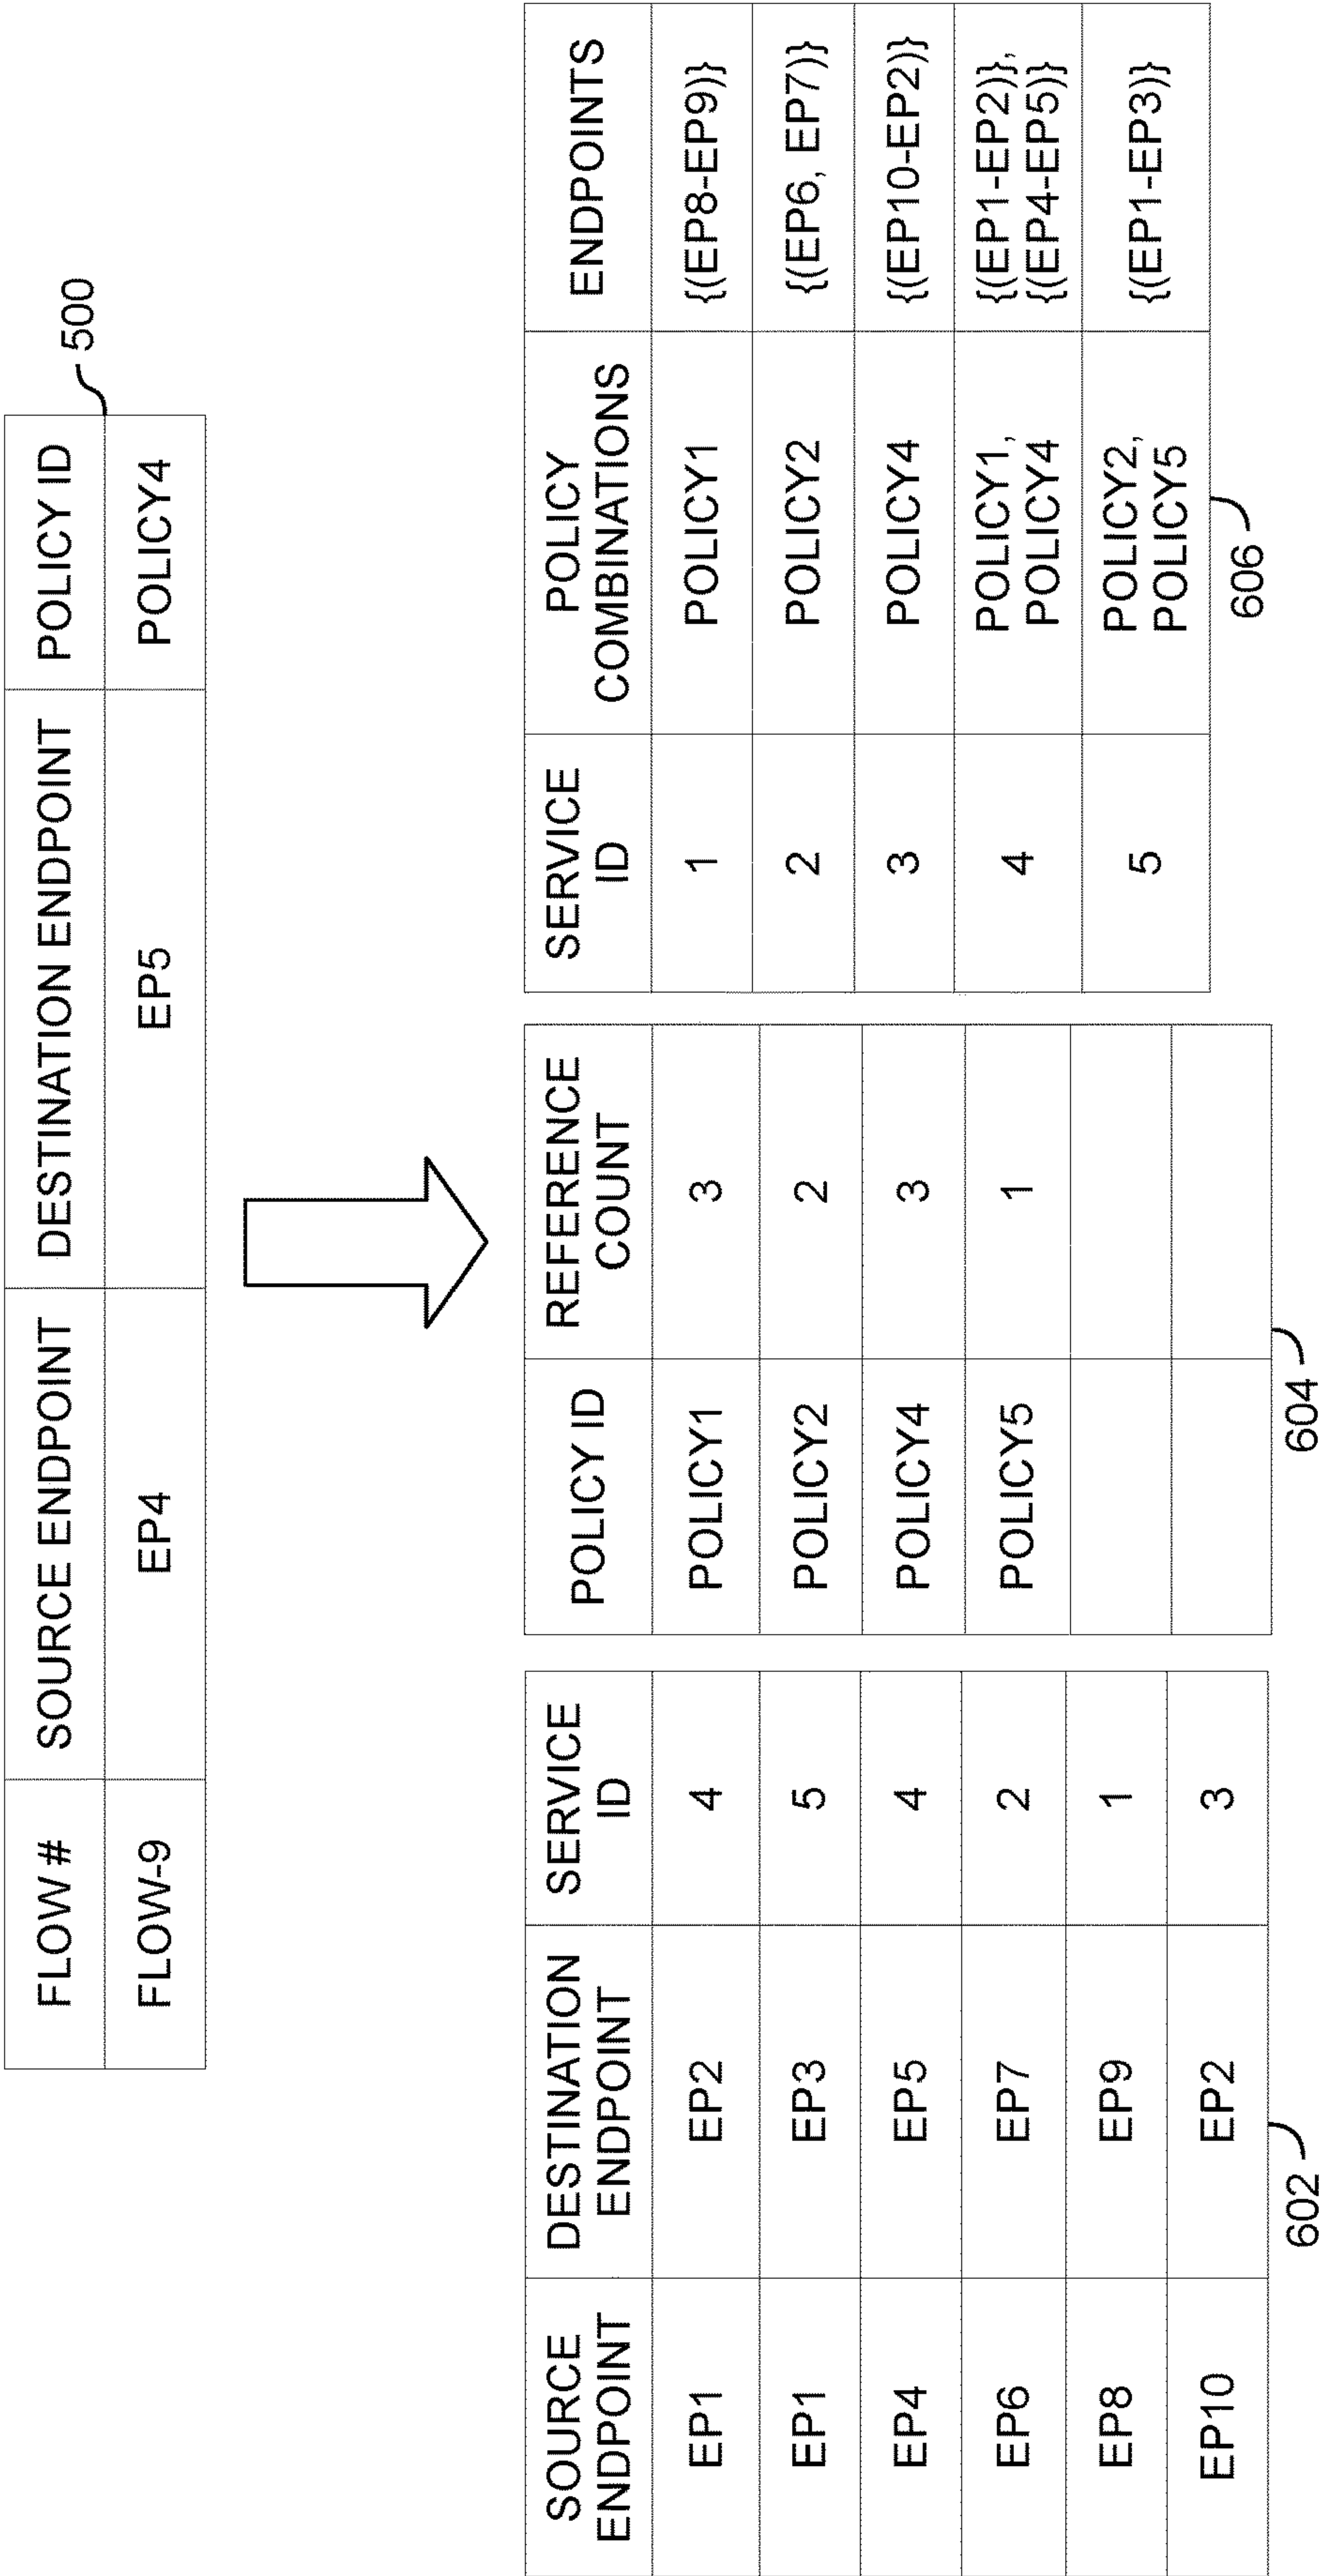 FLOW # SOURCE ENDPOINT DESTINATION ENDPOINT POLICY ID
FLOW-9 EP4 EP5 POLICY4
500
SOURCE ENDPOINT DESTINATION ENDPOINT SERVICE ID
EP1 EP2 4
EP1 EP3 5
EP4 EP5 4
EP6 EP7 2
EP8 EP9 1
EP10 EP2 3
602
POLICY ID REFERENCE COUNT
POLICY1 3
POLICY2 2
POLICY4 3
POLICY5 1
604
SERVICE ID POLICY COMBINATIONS ENDPOINTS
1 POLICY1 {(EP8-EP9)}
2 POLICY2 {(EP6, EP7)}
3 POLICY4 {(EP10-EP2)}
4 POLICY1, POLICY4 {(EP1-EP2)}, {(EP4-EP5)}
5 POLICY2, POLICY5 {(EP1-EP3)}
606